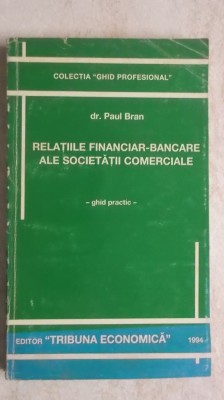 COLECTIA "GHID PROFESIONAL"
dr. Paul Bran
RELAȚIILE FINANCIAR-BANCARE
ALE SOCIETĂȚII COMERCIALE
– ghid practic –
EDITOR "TRIBUNA ECONOMICĂ" 1994